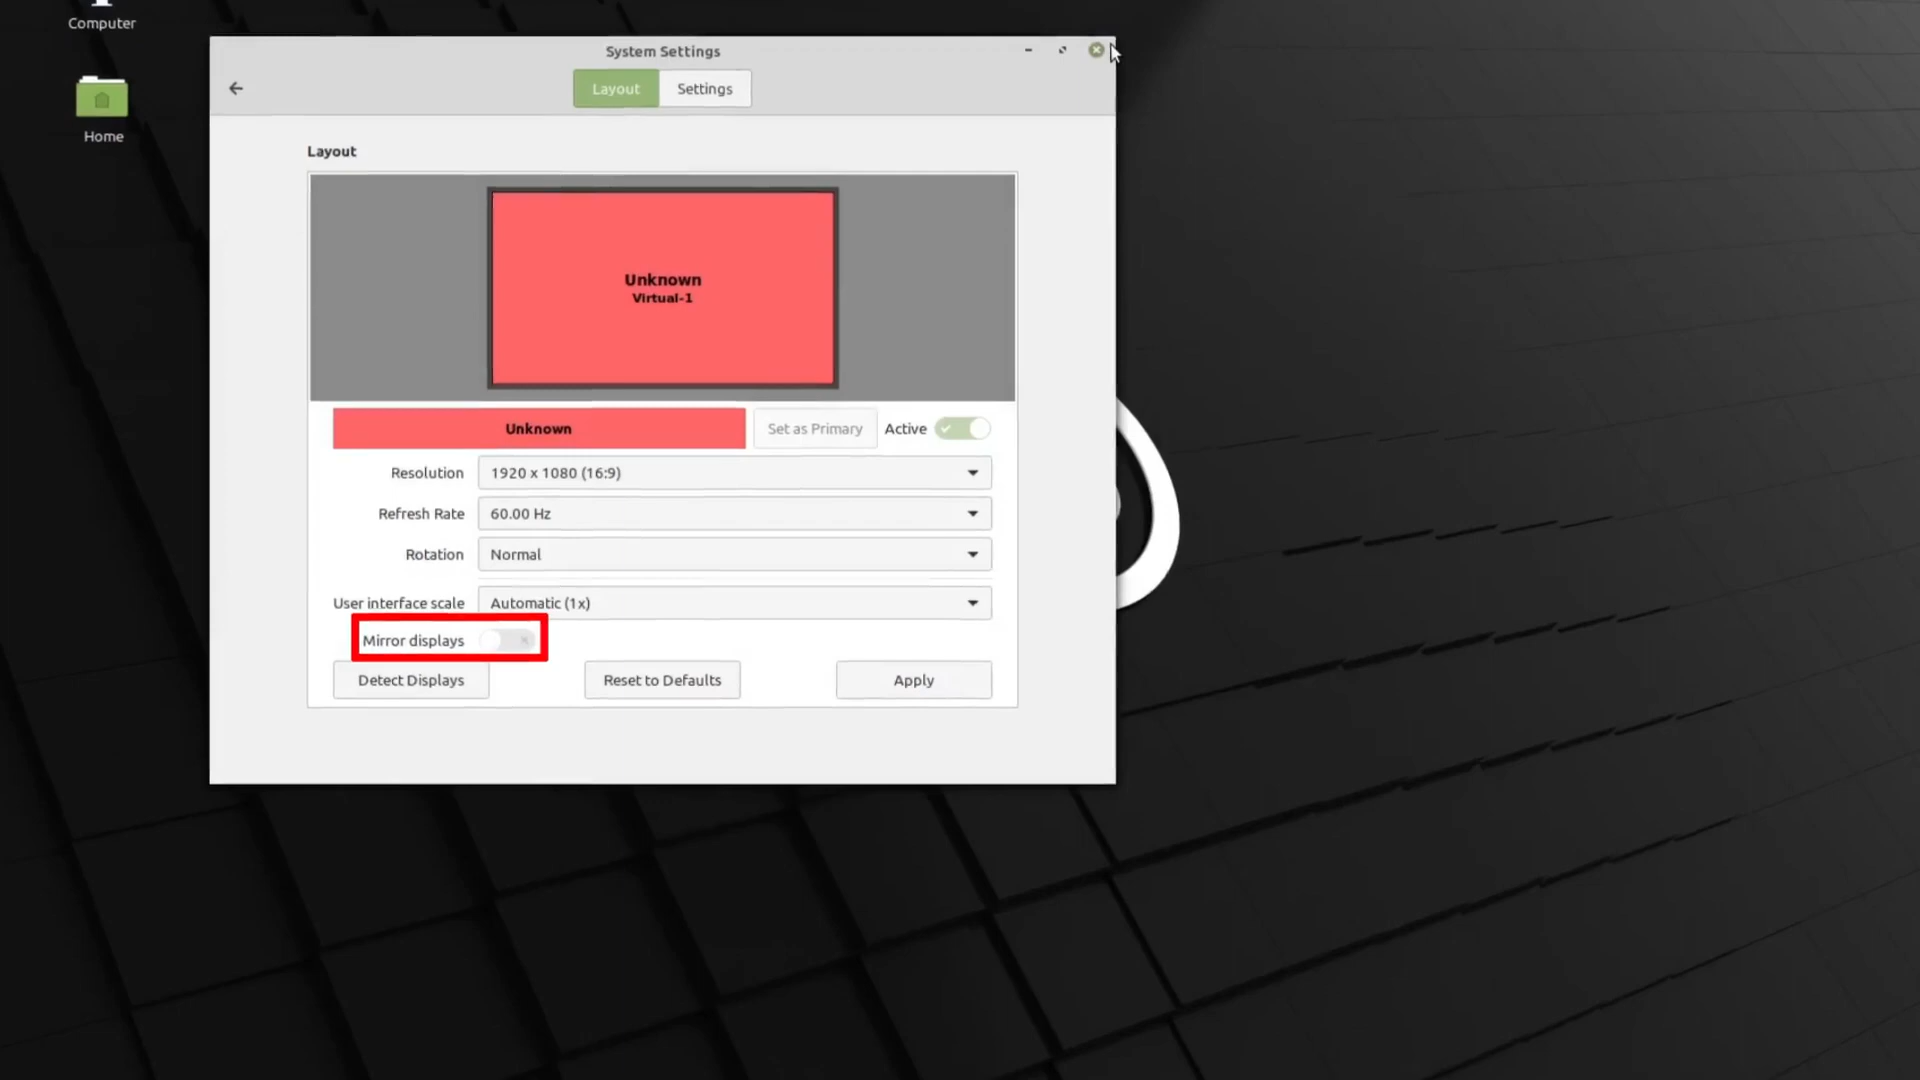 Computer
Home
System Settings
Layout
Settings
Layout
Unknown
Virtual-1
Unknown
Set as Primary
Active
Resolution
1920 x 1080 (16:9)
Refresh Rate
60.00 Hz
Rotation
Normal
User interface scale
Automatic (1x)
Mirror displays
Detect Displays
Reset to Defaults
Apply